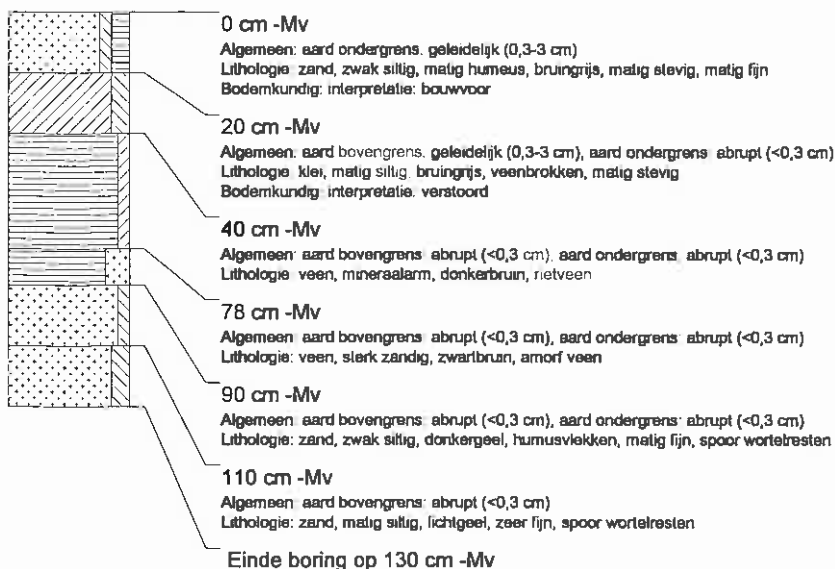 0 cm -Mv
Algemeen: aard ondergrens: geleidelijk (0,3-3 cm)
Lithologie: zand, zwak siltig, matig humeus, bruingrijs, matig stevig, matig fijn
Bodemkundig: interpretatie: bouwvoor
20 cm -Mv
Algemeen: aard bovengrens: geleidelijk (0,3-3 cm), aard ondergrens: abrupt (<0,3 cm)
Lithologie: klei, matig siltig, bruingrijs, veenbrokken, matig stevig
Bodemkundig: interpretatie: verstoord
40 cm -Mv
Algemeen: aard bovengrens: abrupt (<0,3 cm), aard ondergrens: abrupt (<0,3 cm)
Lithologie: veen, mineraalarm, donkerbruin, rietveen
78 cm -Mv
Algemeen: aard bovengrens: abrupt (<0,3 cm), aard ondergrens: abrupt (<0,3 cm)
Lithologie: veen, sterk zandig, zwartbruin, amorf veen
90 cm -Mv
Algemeen: aard bovengrens: abrupt (<0,3 cm), aard ondergrens: abrupt (<0,3 cm)
Lithologie: zand, zwak siltig, donkergeel, humusvlekken, matig fijn, spoor wortelresten
110 cm -Mv
Algemeen: aard bovengrens: abrupt (<0,3 cm)
Lithologie: zand, matig siltig, lichtgeel, zeer fijn, spoor wortelresten
Einde boring op 130 cm -Mv